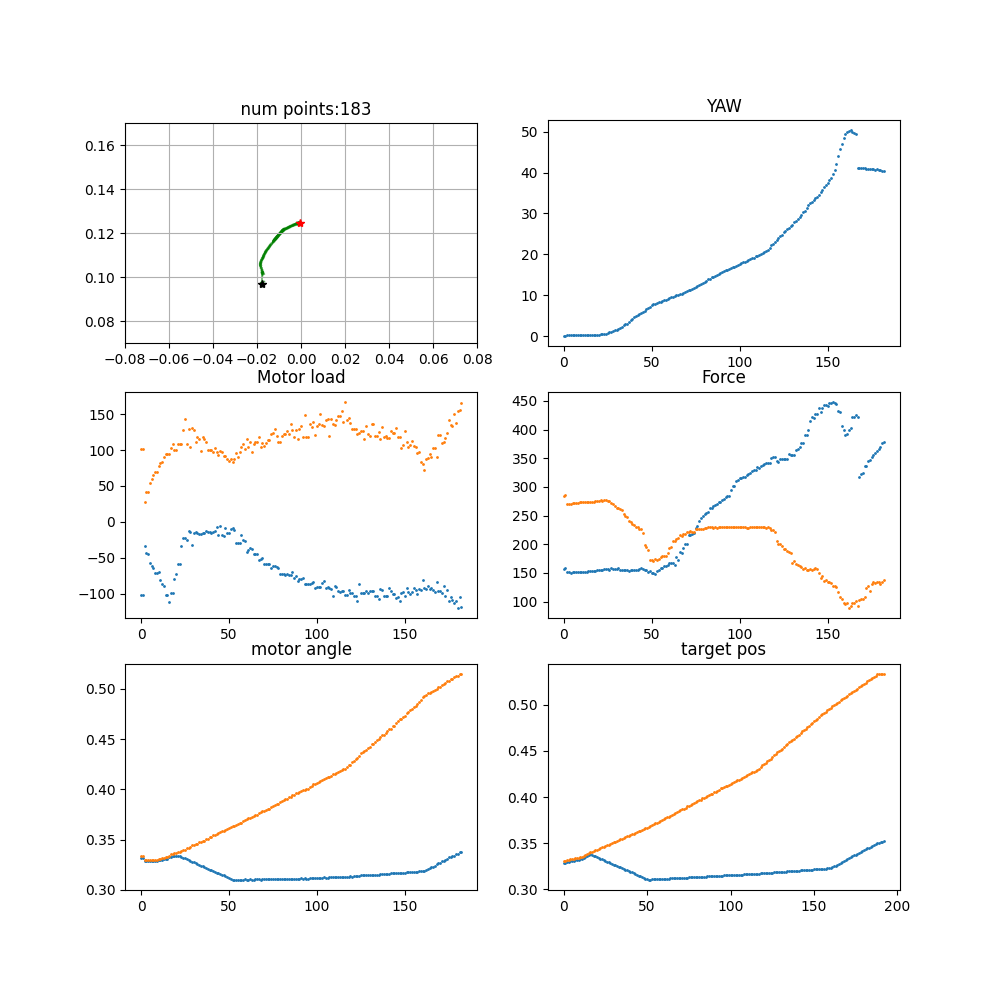 num points:183
0.16
0.14
0.12
0.10
0.08
−0.08 −0.06 −0.04 −0.02 0.00 0.02 0.04 0.06 0.08
YAW
50
40
30
20
10
0
0 50 100 150
Motor load
150
100
50
0
−50
−100
0 50 100 150
Force
450
400
350
300
250
200
150
100
0 50 100 150
motor angle
0.50
0.45
0.40
0.35
0.30
0 50 100 150
target pos
0.50
0.45
0.40
0.35
0.30
0 50 100 150 200